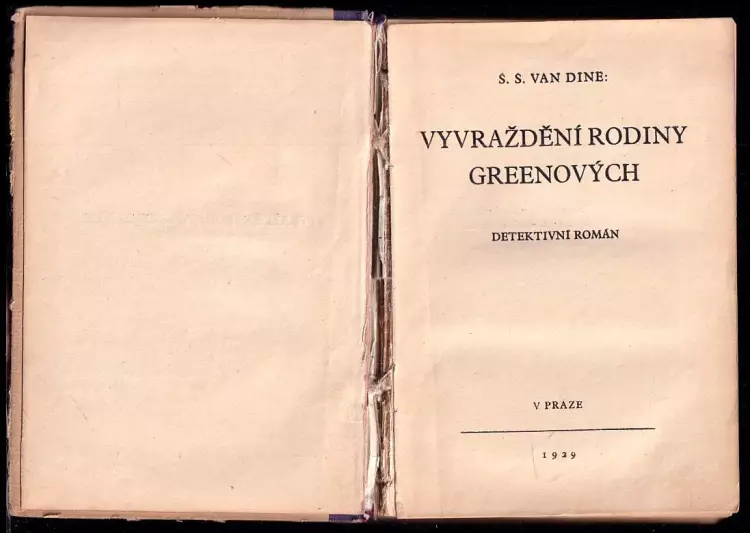 S. S. VAN DINE:
VYVRAŽDĚNÍ RODINY
GREENOVÝCH
DETEKTIVNÍ ROMÁN
V PRAZE
1929